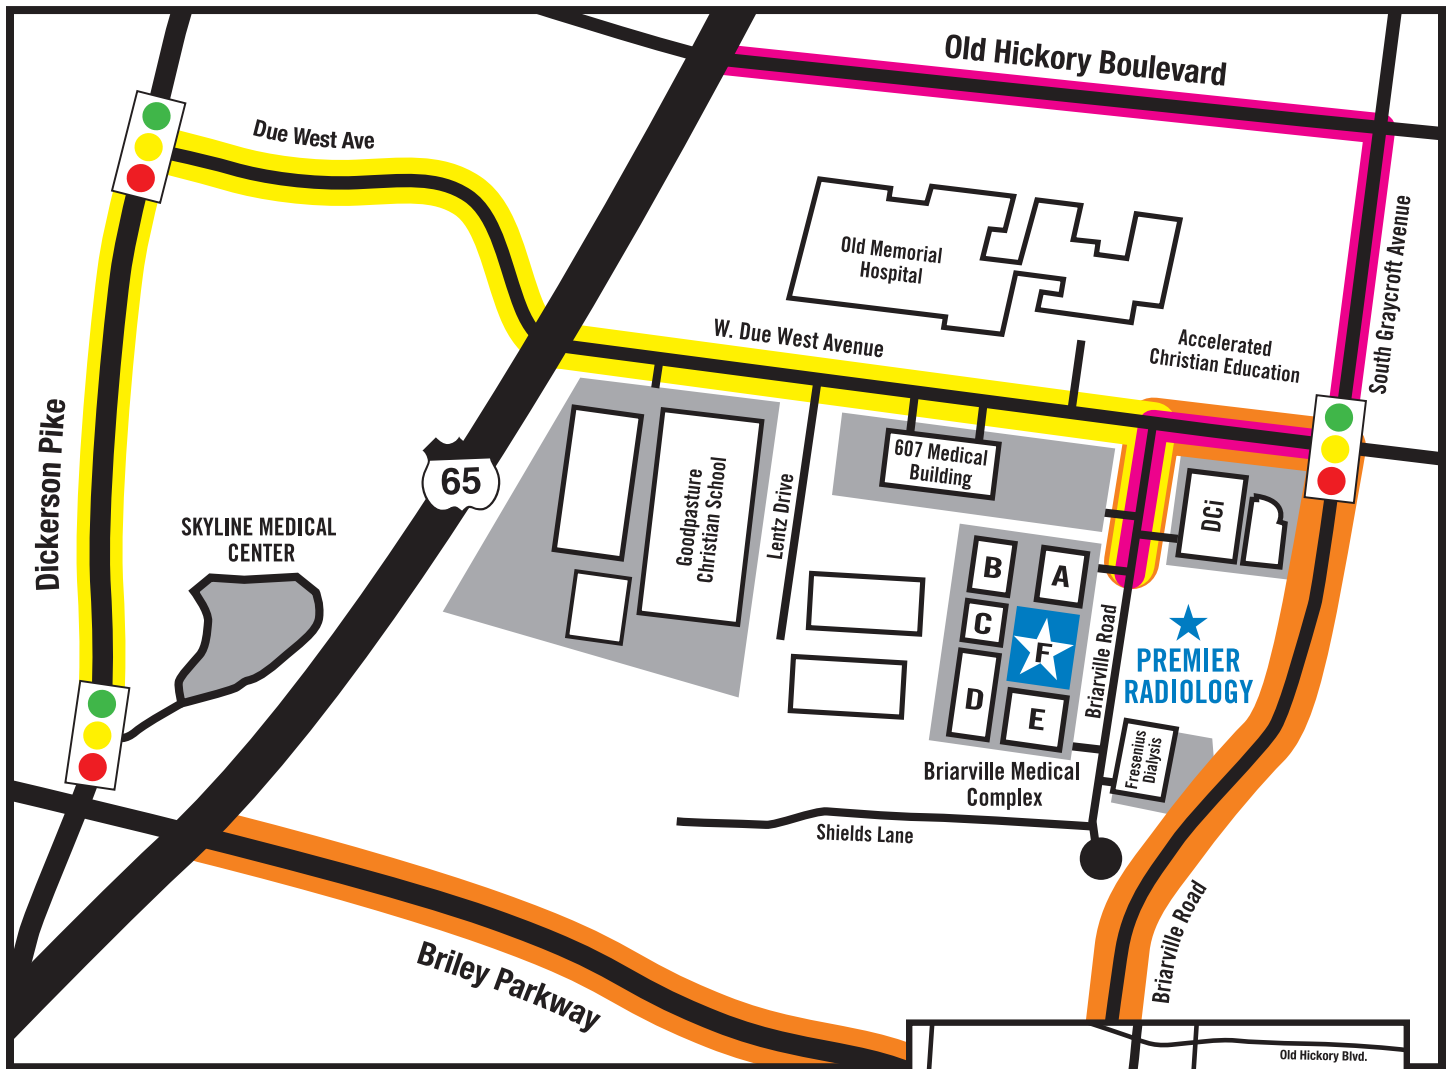 Old Hickory Boulevard
Due West Ave
South Graycroft Avenue
Old Memorial
Hospital
W. Due West Avenue
Accelerated
Christian Education
Dickerson Pike
65
607 Medical
Building
Goodpasture
Christian School
Lentz Drive
DCi
SKYLINE MEDICAL
CENTER
B
A
C
F
D
E
Briarville Road
PREMIER
RADIOLOGY
Fresenius
Dialysis
Briarville Medical
Complex
Shields Lane
Briley Parkway
Briarville Road
Old Hickory Blvd.